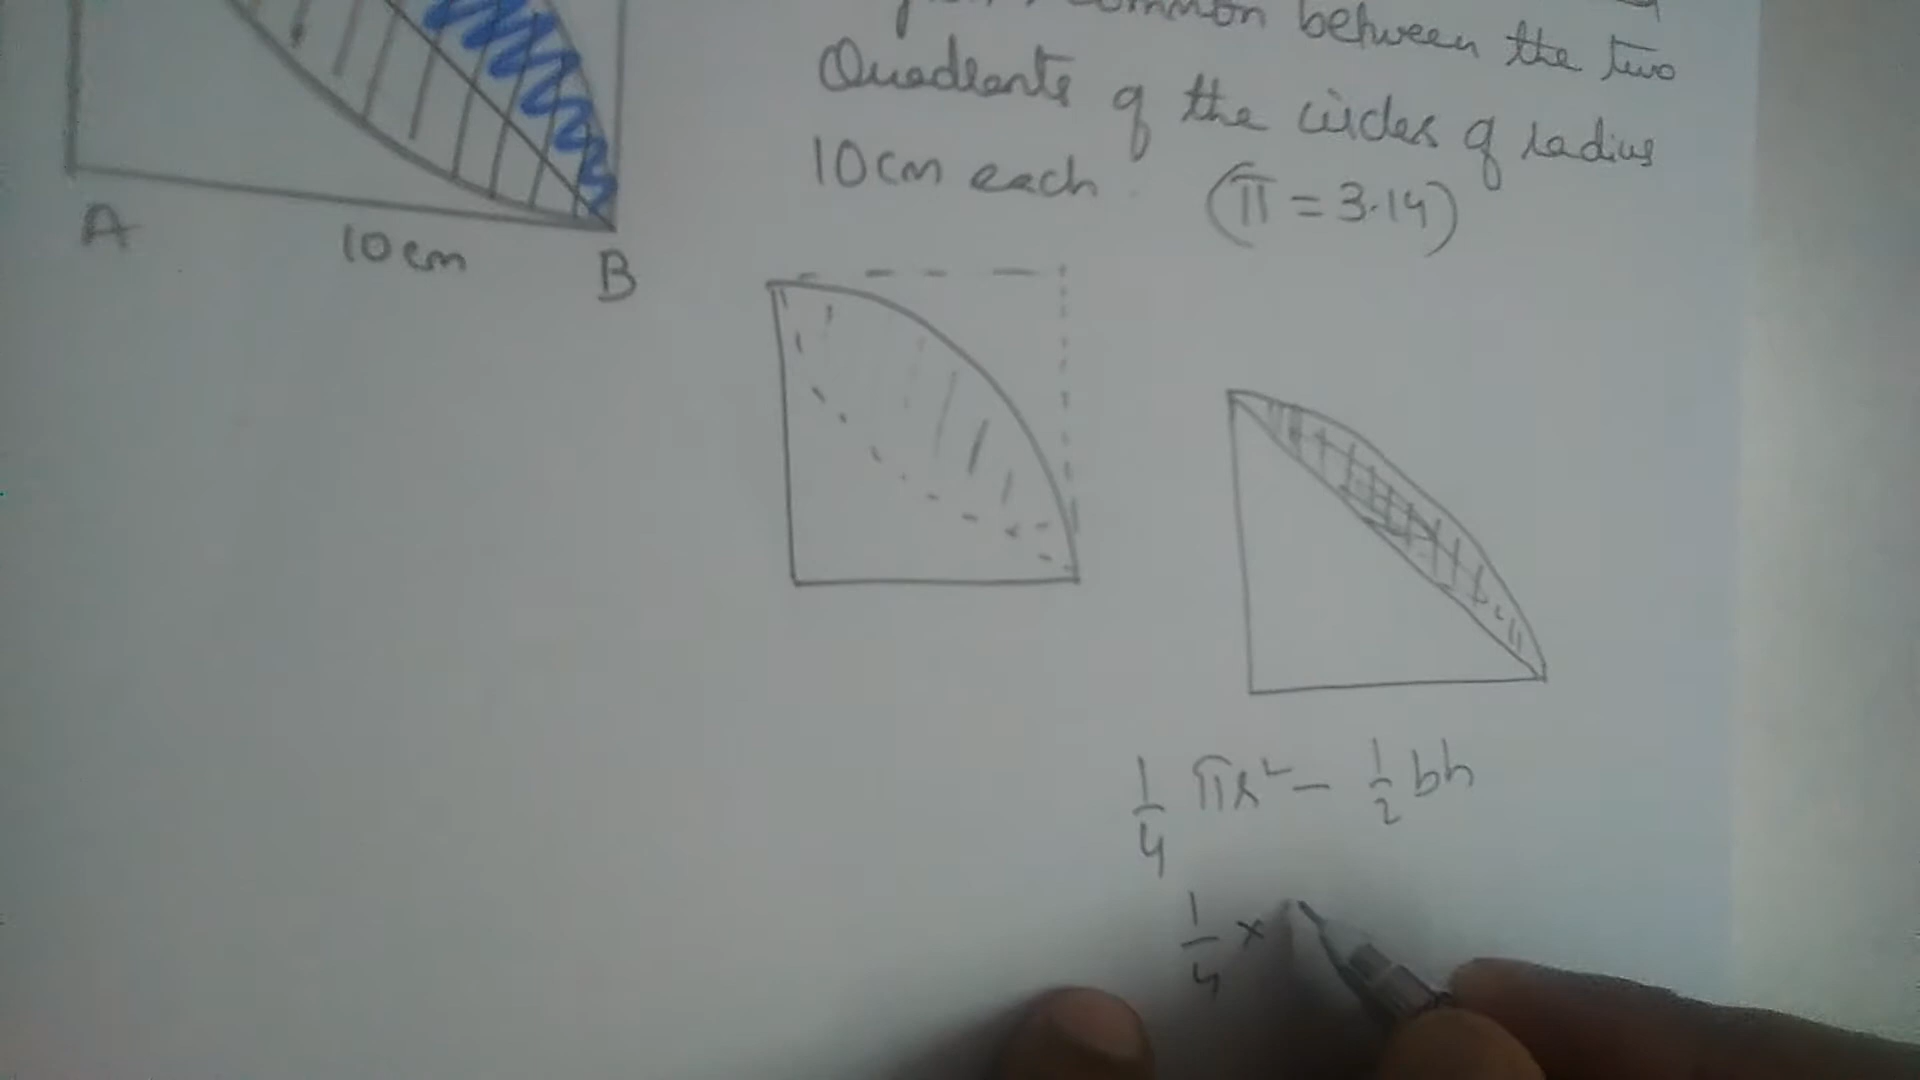 common between the two
Quadrants of the circles of radius
10cm each (π = 3.14)
A
10cm
B
1/4 πr² - 1/2 bh
1/4 ×